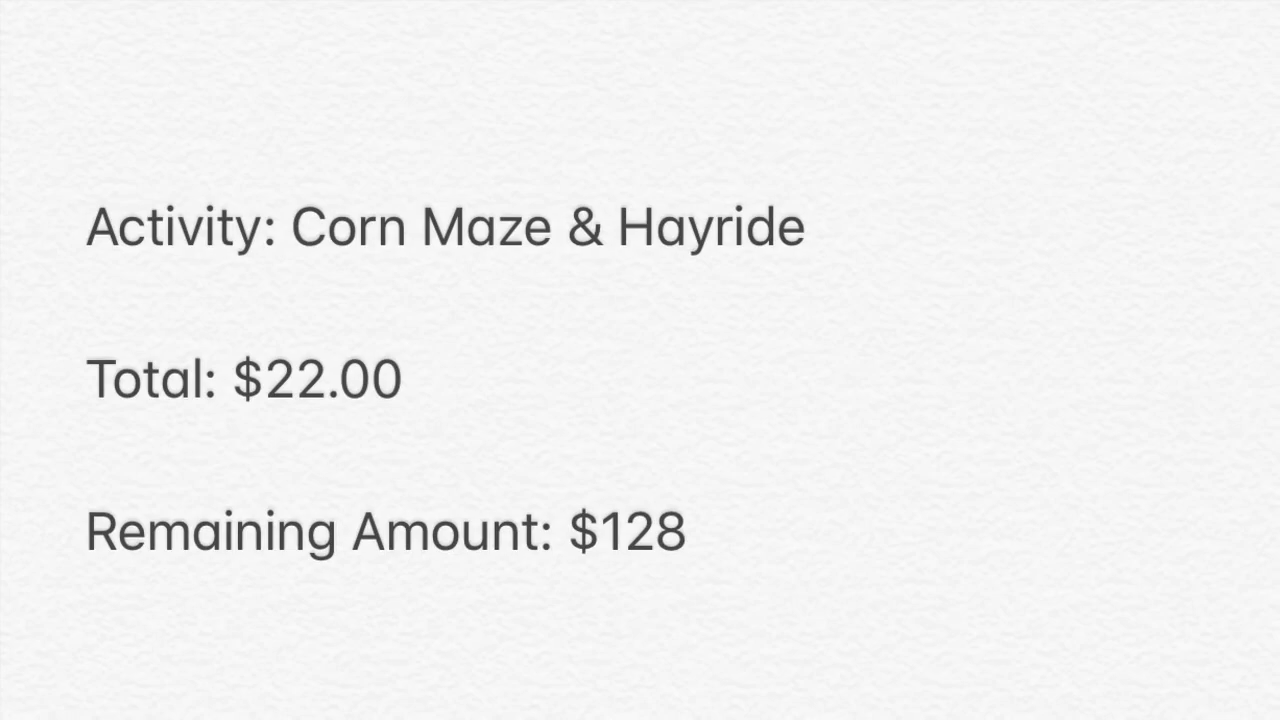 Activity: Corn Maze & Hayride
Total: $22.00
Remaining Amount: $128